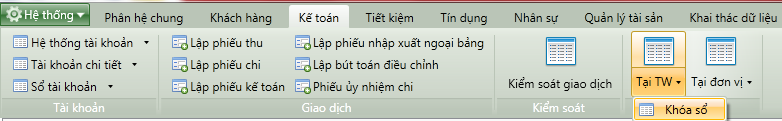 Hệ thống Phân hệ chung Khách hàng Kế toán Tiết kiệm Tín dụng Nhân sự Quản lý tài sản Khai thác dữ liệu
Hệ thống tài khoản Lập phiếu thu Lập phiếu nhập xuất ngoại bảng
Tài khoản chi tiết Lập phiếu chi Lập bút toán điều chỉnh
Sổ tài khoản Lập phiếu kế toán Phiếu ủy nhiệm chi
Kiểm soát giao dịch Tại TW Tại đơn vị
Tài khoản Giao dịch Kiểm soát
Khóa sổ